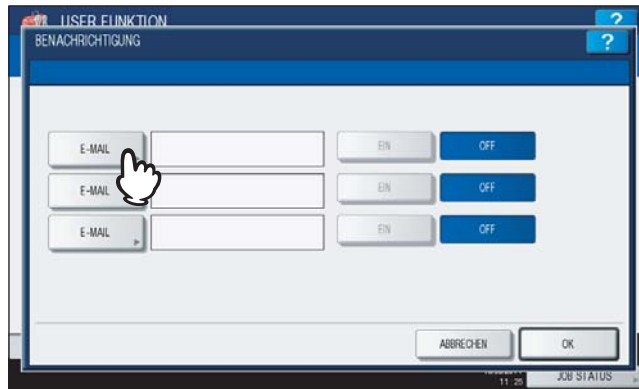 USER FUNKTION
?
BENACHRICHTIGUNG
?
E-MAIL EIN OFF
E-MAIL EIN OFF
E-MAIL EIN OFF
ABBRECHEN OK
11:25 JOB STATUS